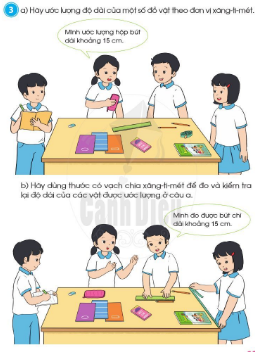 3 a) Hãy ước lượng độ dài của một số đồ vật theo đơn vị xăng-ti-mét.
Mình ước lượng hộp bút
dài khoảng 15 cm.
b) Hãy dùng thước có vạch chia xăng-ti-mét để đo và kiểm tra
lại độ dài của các vật được ước lượng ở câu a.
Cánh Diều
Mình đo được bút chì
dài khoảng 15 cm.